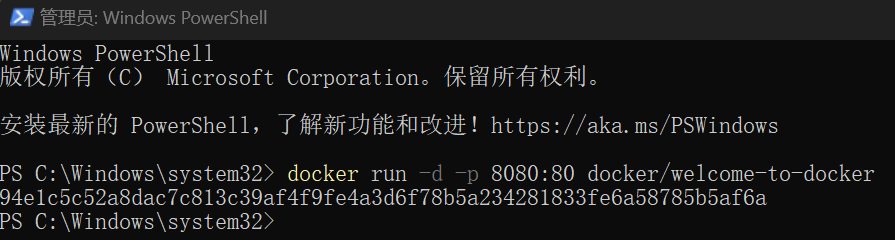 管理员: Windows PowerShell
Windows PowerShell
版权所有（C） Microsoft Corporation。保留所有权利。
安装最新的 PowerShell，了解新功能和改进！https://aka.ms/PSWindows
PS C:\Windows\system32> docker run -d -p 8080:80 docker/welcome-to-docker
94e1c5c52a8dac7c813c39af4f9fe4a3d6f78b5a234281833fe6a58785b5af6a
PS C:\Windows\system32>